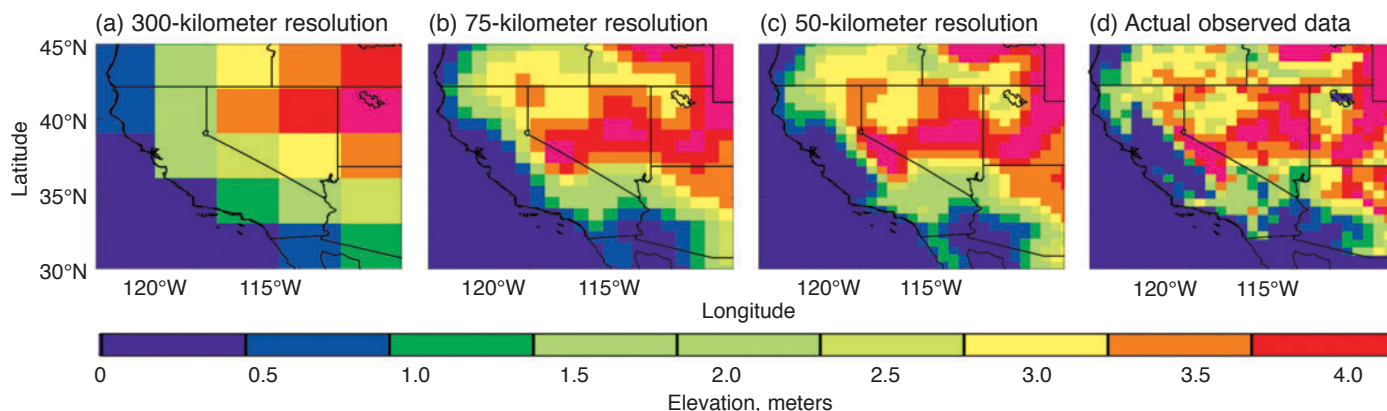 (a) 300-kilometer resolution (b) 75-kilometer resolution (c) 50-kilometer resolution (d) Actual observed data
45°N
40°N
35°N
30°N
Latitude
120°W 115°W 120°W 115°W 120°W 115°W 120°W 115°W
Longitude
0 0.5 1.0 1.5 2.0 2.5 3.0 3.5 4.0
Elevation, meters